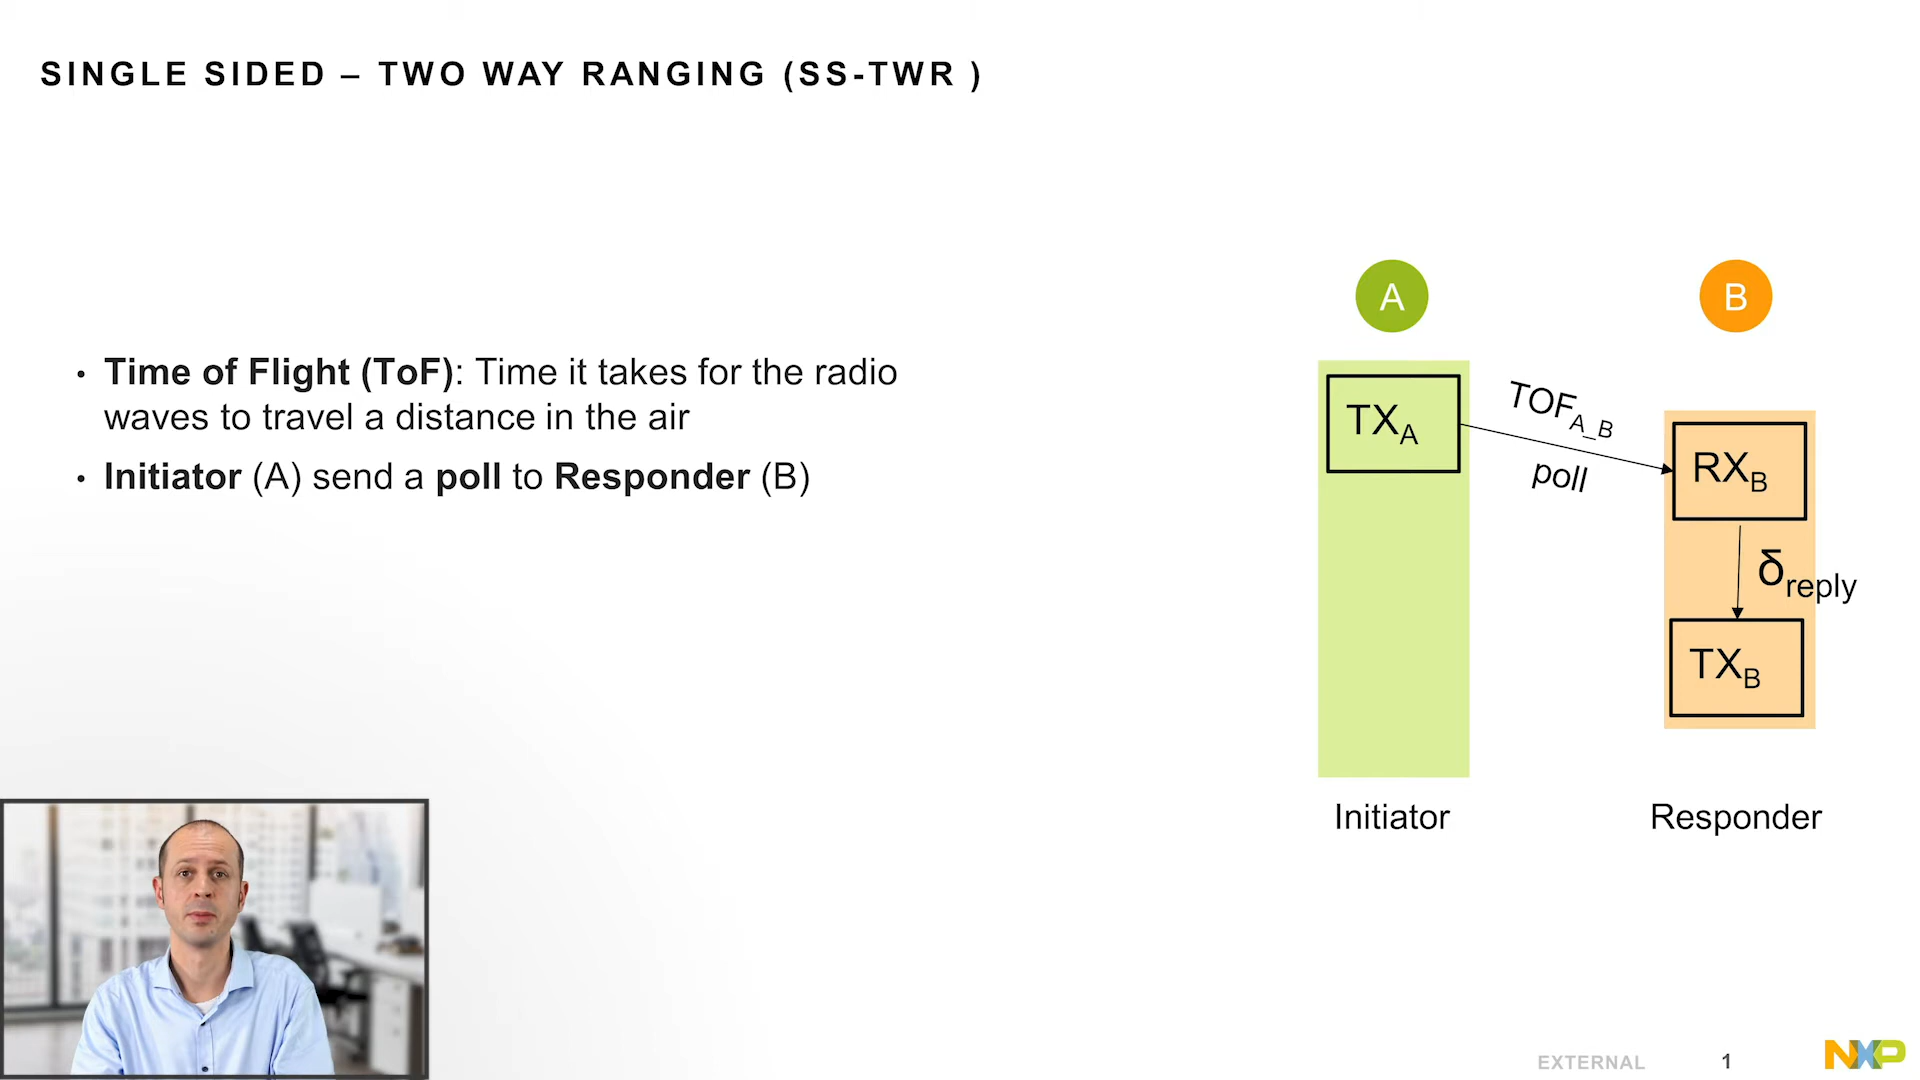 SINGLE SIDED – TWO WAY RANGING (SS-TWR )
• Time of Flight (ToF): Time it takes for the radio
waves to travel a distance in the air
• Initiator (A) send a poll to Responder (B)
A
B
TXA
TOFA_B
poll
RXB
δreply
TXB
Initiator
Responder
EXTERNAL
1
NXP